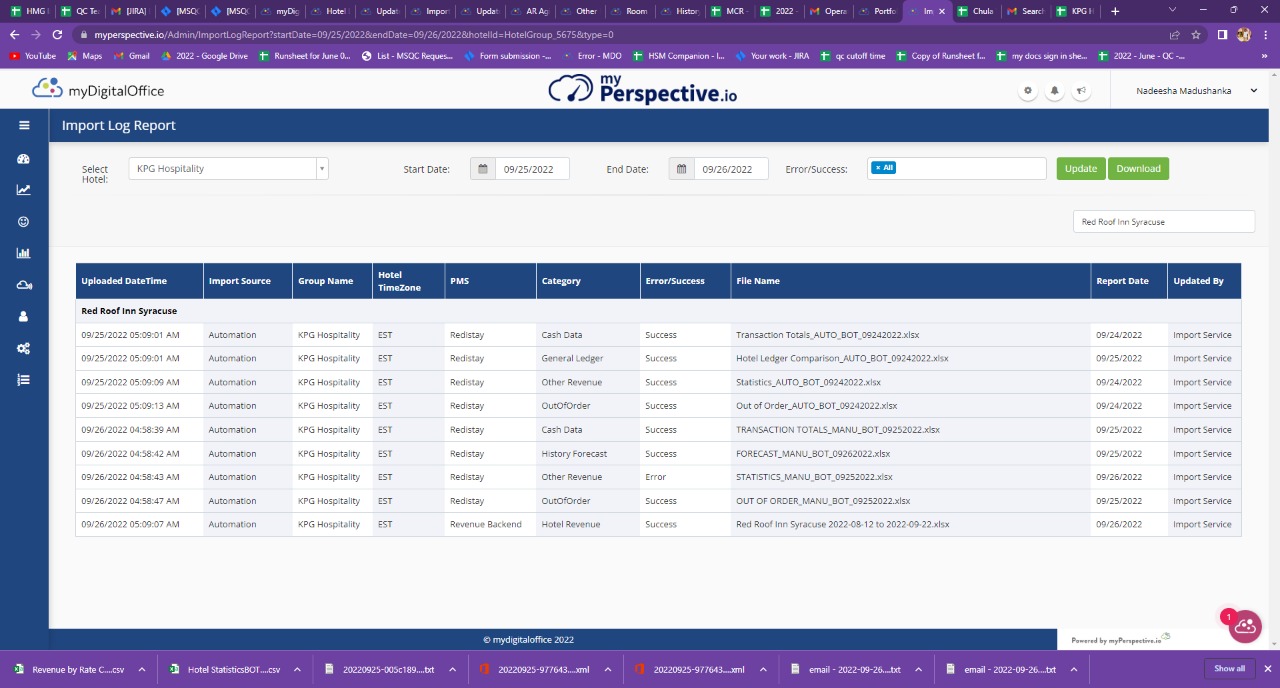 HMG I
QC Te
[JIRA]
[MSQC
[MSQC
myDig
Hotel
Updat
Impor
Updat
AR Ag
Other
Room
Histor
MCR -
2022 -
Opera
Portfo
Im
Chula
Search
KPG H
myperspective.io/Admin/ImportLogReport?startDate=09/25/2022&endDate=09/26/2022&hotelId=HotelGroup_5675&type=0
YouTube
Maps
Gmail
2022 - Google Drive
Runsheet for June 0...
List - MSQC Reques...
Form submission -...
Error - MDO
HSM Companion - I...
Your work - JIRA
qc cutoff time
Copy of Runsheet f...
my docs sign in she...
2022 - June - QC -...
myDigitalOffice
my
Perspective.io
Nadeesha Madushanka
Import Log Report
Select Hotel:
KPG Hospitality
Start Date:
09/25/2022
End Date:
09/26/2022
Error/Success:
× All
Update
Download
Red Roof Inn Syracuse
Uploaded DateTime Import Source Group Name Hotel TimeZone PMS Category Error/Success File Name Report Date Updated By
Red Roof Inn Syracuse
09/25/2022 05:09:01 AM Automation KPG Hospitality EST Redistay Cash Data Success Transaction Totals_AUTO_BOT_09242022.xlsx 09/24/2022 Import Service
09/25/2022 05:09:01 AM Automation KPG Hospitality EST Redistay General Ledger Success Hotel Ledger Comparison_AUTO_BOT_09242022.xlsx 09/25/2022 Import Service
09/25/2022 05:09:09 AM Automation KPG Hospitality EST Redistay Other Revenue Success Statistics_AUTO_BOT_09242022.xlsx 09/24/2022 Import Service
09/25/2022 05:09:13 AM Automation KPG Hospitality EST Redistay OutOfOrder Success Out of Order_AUTO_BOT_09242022.xlsx 09/24/2022 Import Service
09/26/2022 04:58:39 AM Automation KPG Hospitality EST Redistay Cash Data Success TRANSACTION TOTALS_MANU_BOT_09252022.xlsx 09/25/2022 Import Service
09/26/2022 04:58:42 AM Automation KPG Hospitality EST Redistay History Forecast Success FORECAST_MANU_BOT_09262022.xlsx 09/25/2022 Import Service
09/26/2022 04:58:43 AM Automation KPG Hospitality EST Redistay Other Revenue Error STATISTICS_MANU_BOT_09252022.xlsx 09/26/2022 Import Service
09/26/2022 04:58:47 AM Automation KPG Hospitality EST Redistay OutOfOrder Success OUT OF ORDER_MANU_BOT_09252022.xlsx 09/25/2022 Import Service
09/26/2022 05:09:07 AM Automation KPG Hospitality EST Revenue Backend Hotel Revenue Success Red Roof Inn Syracuse 2022-08-12 to 2022-09-22.xlsx 09/26/2022 Import Service
1
© mydigitaloffice 2022
Powered by myPerspective.io
Revenue by Rate C....csv
Hotel StatisticsBOT....csv
20220925-005c189....txt
20220925-977643....xml
20220925-977643....xml
email - 2022-09-26....txt
email - 2022-09-26....txt
Show all